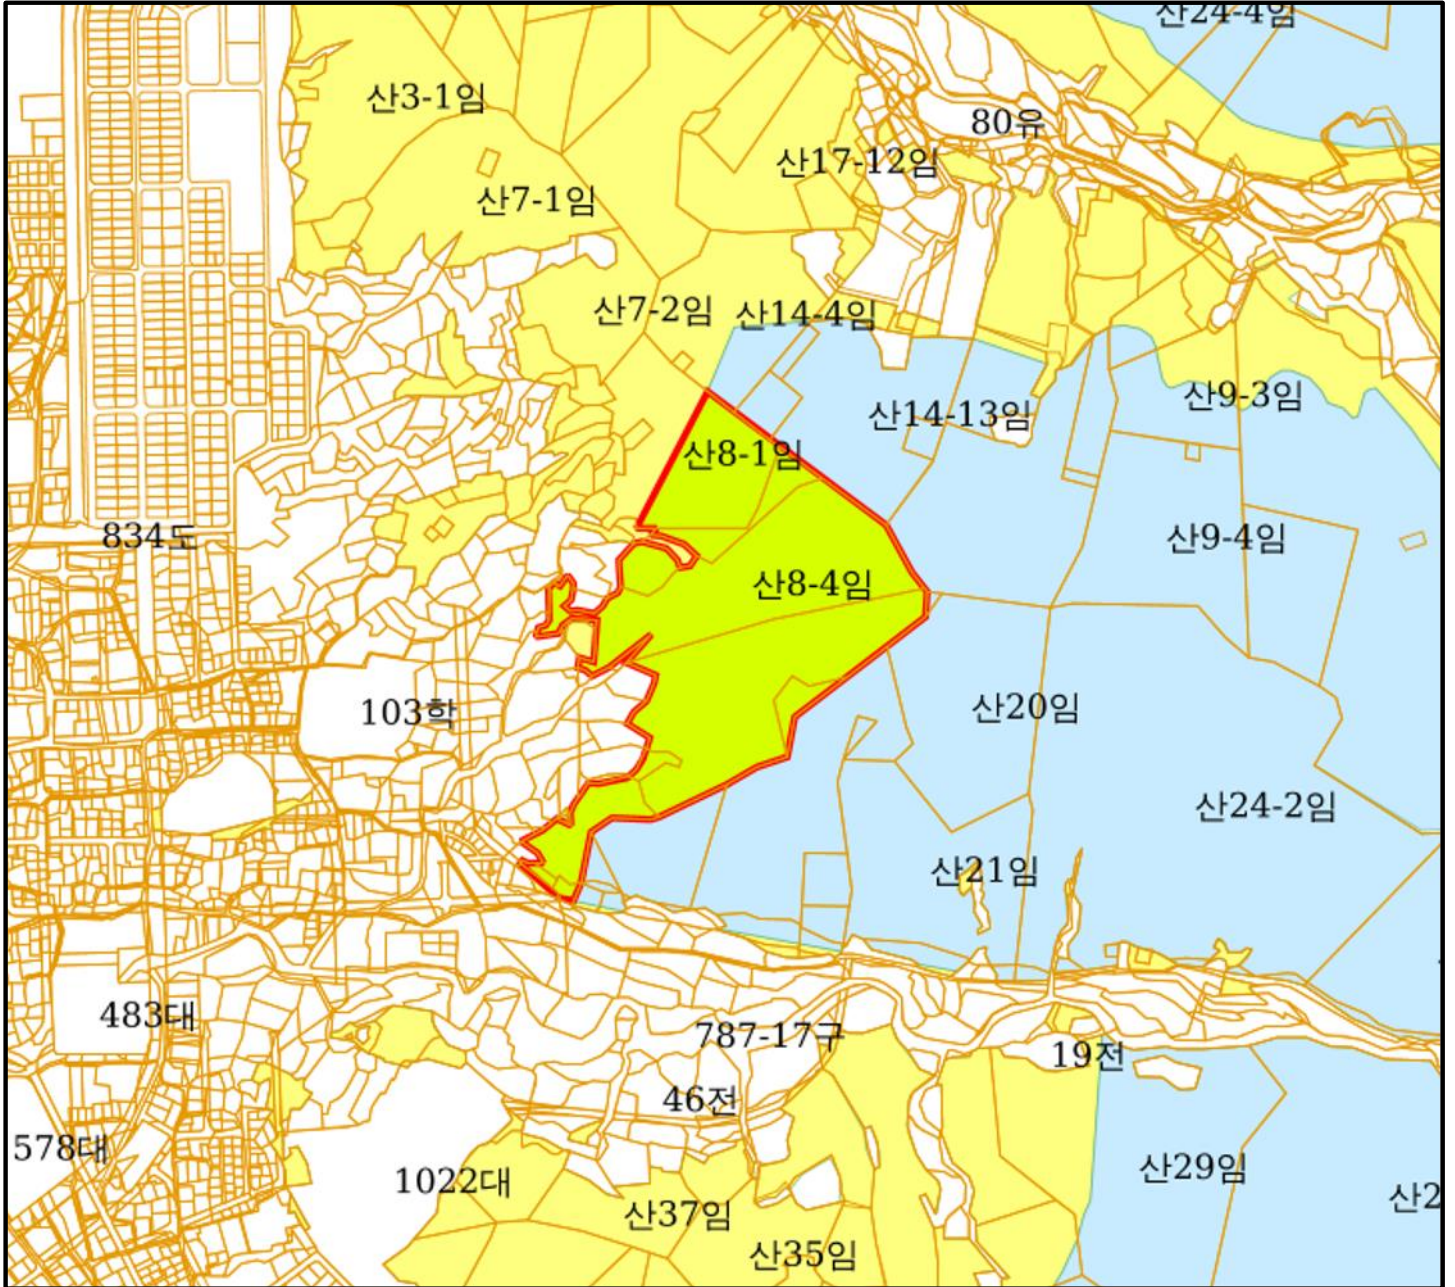 산24-4임
산3-1임
80유
산17-12임
산7-1임
산7-2임
산14-4임
산9-3임
산14-13임
산8-1임
834도
산9-4임
산8-4임
산20임
103학
산24-2임
산21임
483대
787-17구
19전
46전
578대
산29임
1022대
산2
산37임
산35임